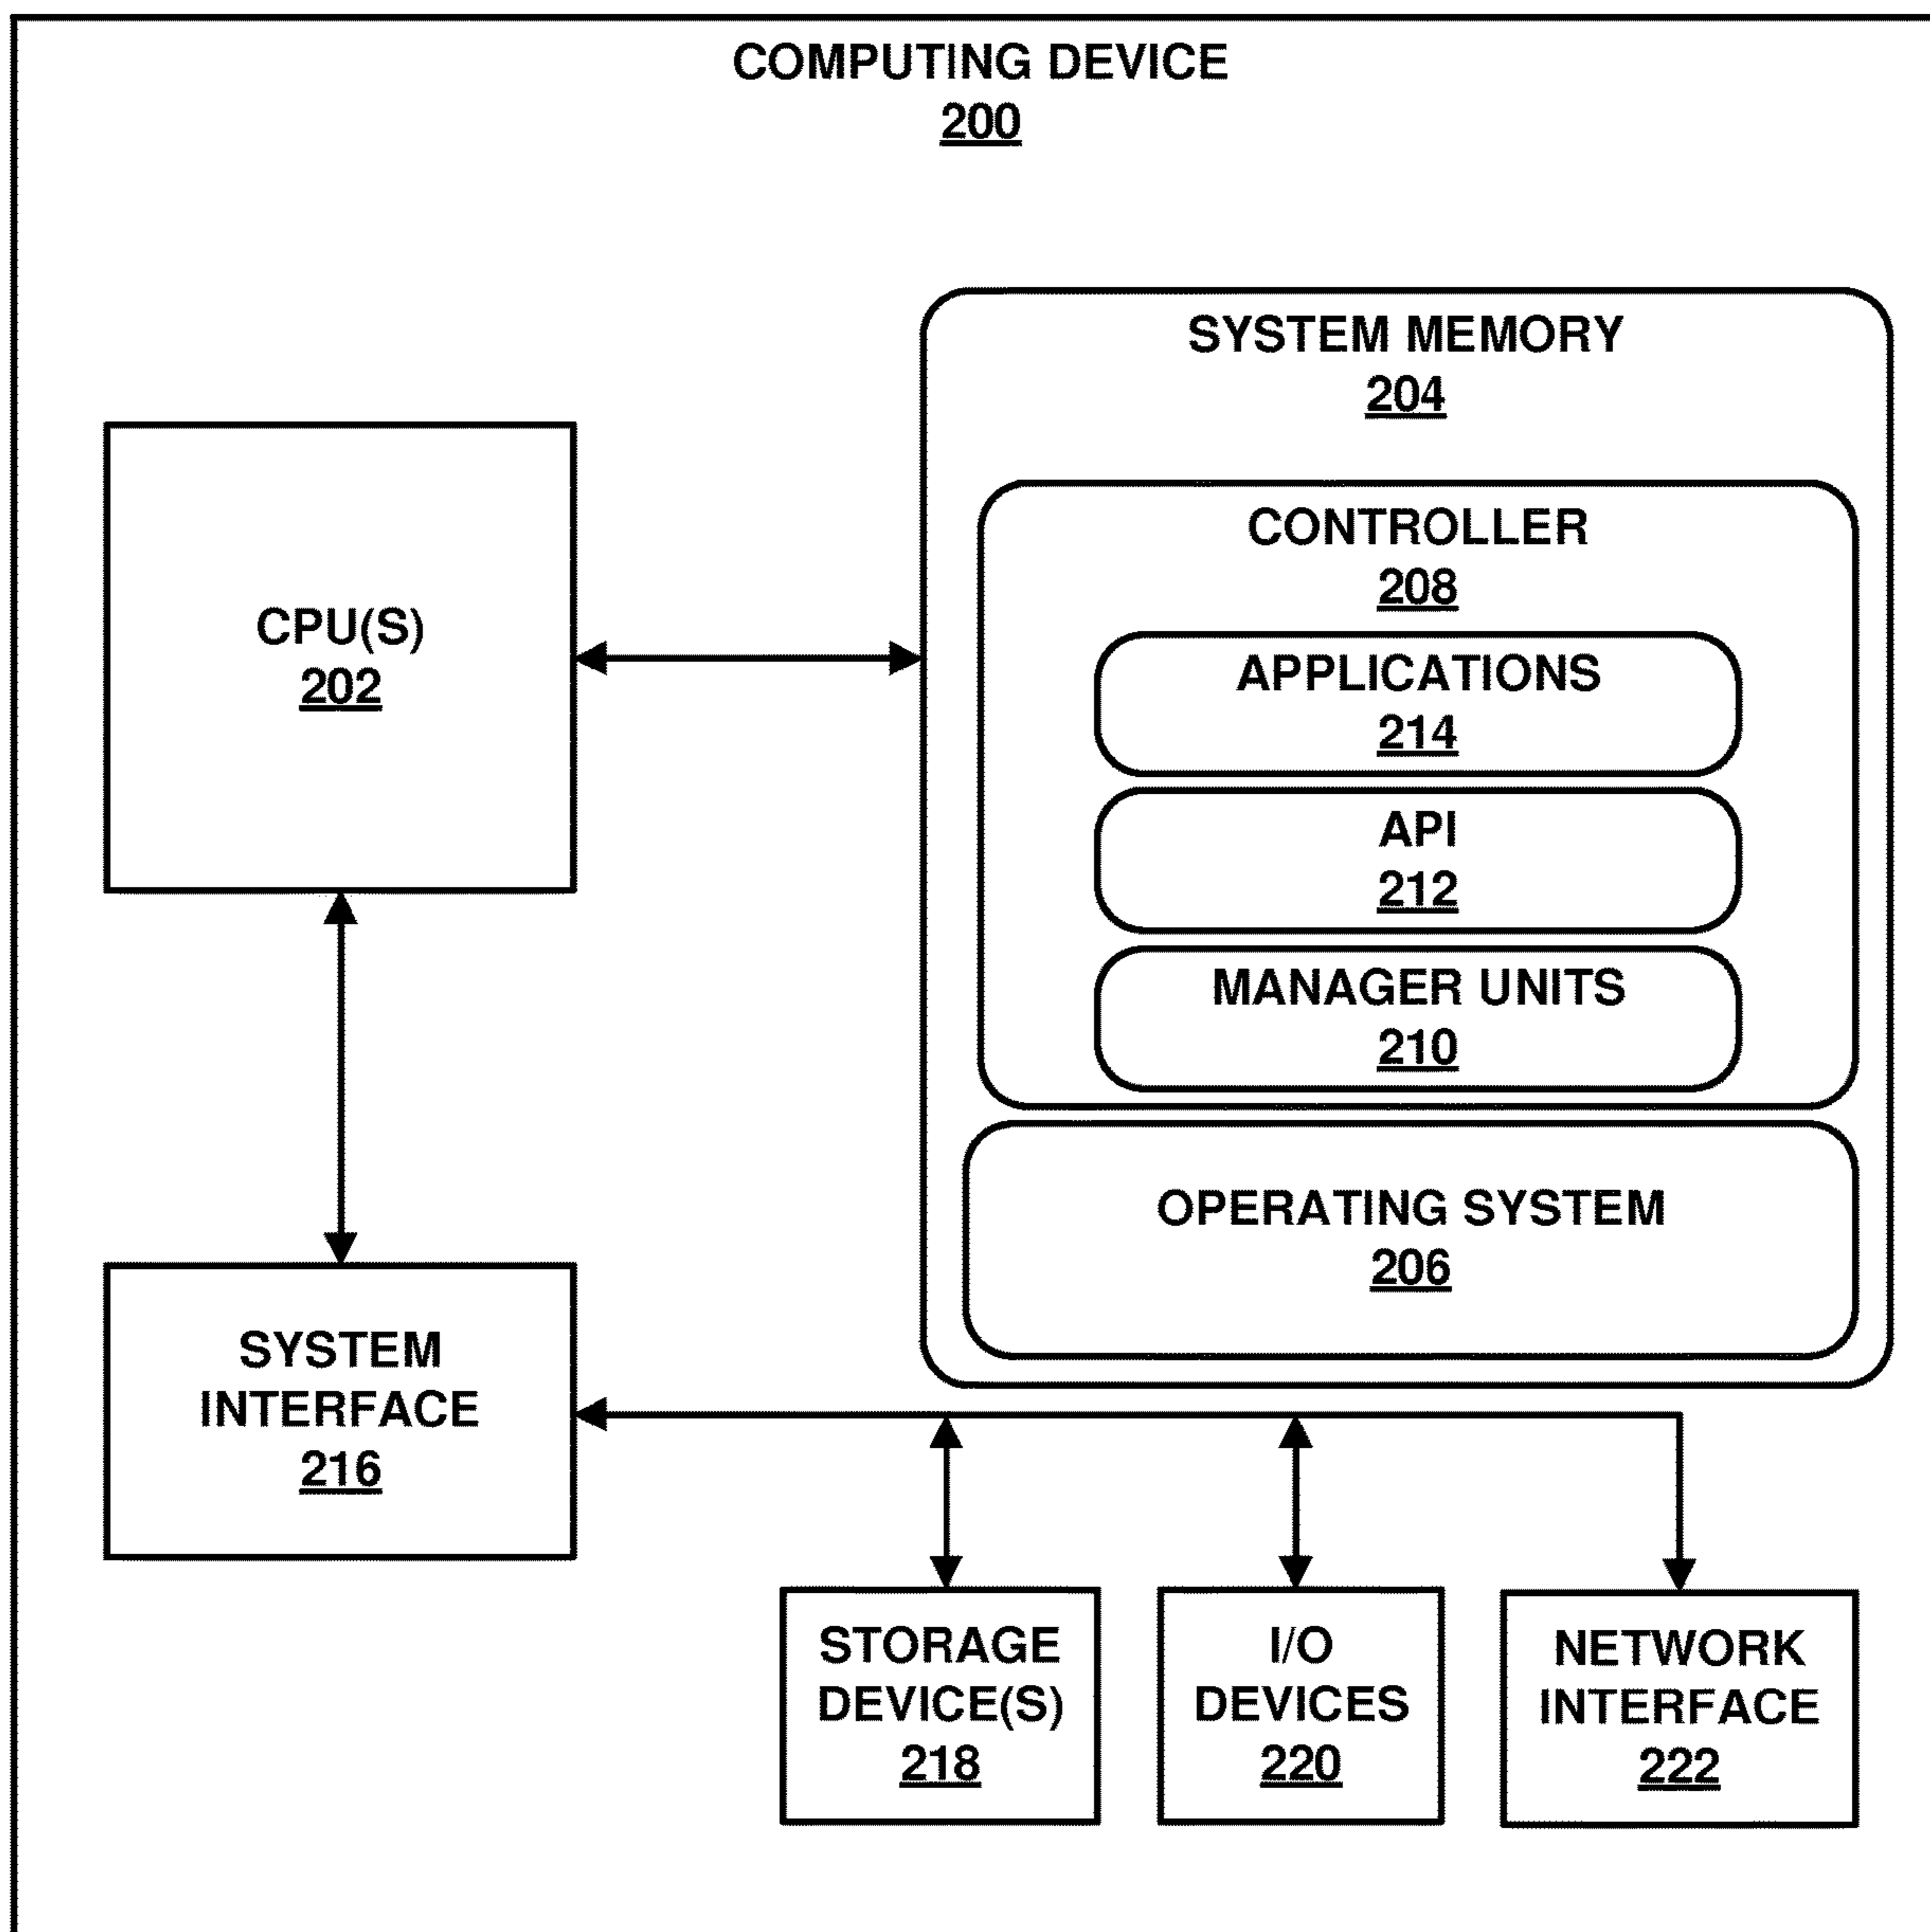 COMPUTING DEVICE
200
SYSTEM MEMORY
204
CONTROLLER
208
APPLICATIONS
214
API
212
MANAGER UNITS
210
OPERATING SYSTEM
206
CPU(S)
202
SYSTEM
INTERFACE
216
STORAGE
DEVICE(S)
218
I/O
DEVICES
220
NETWORK
INTERFACE
222